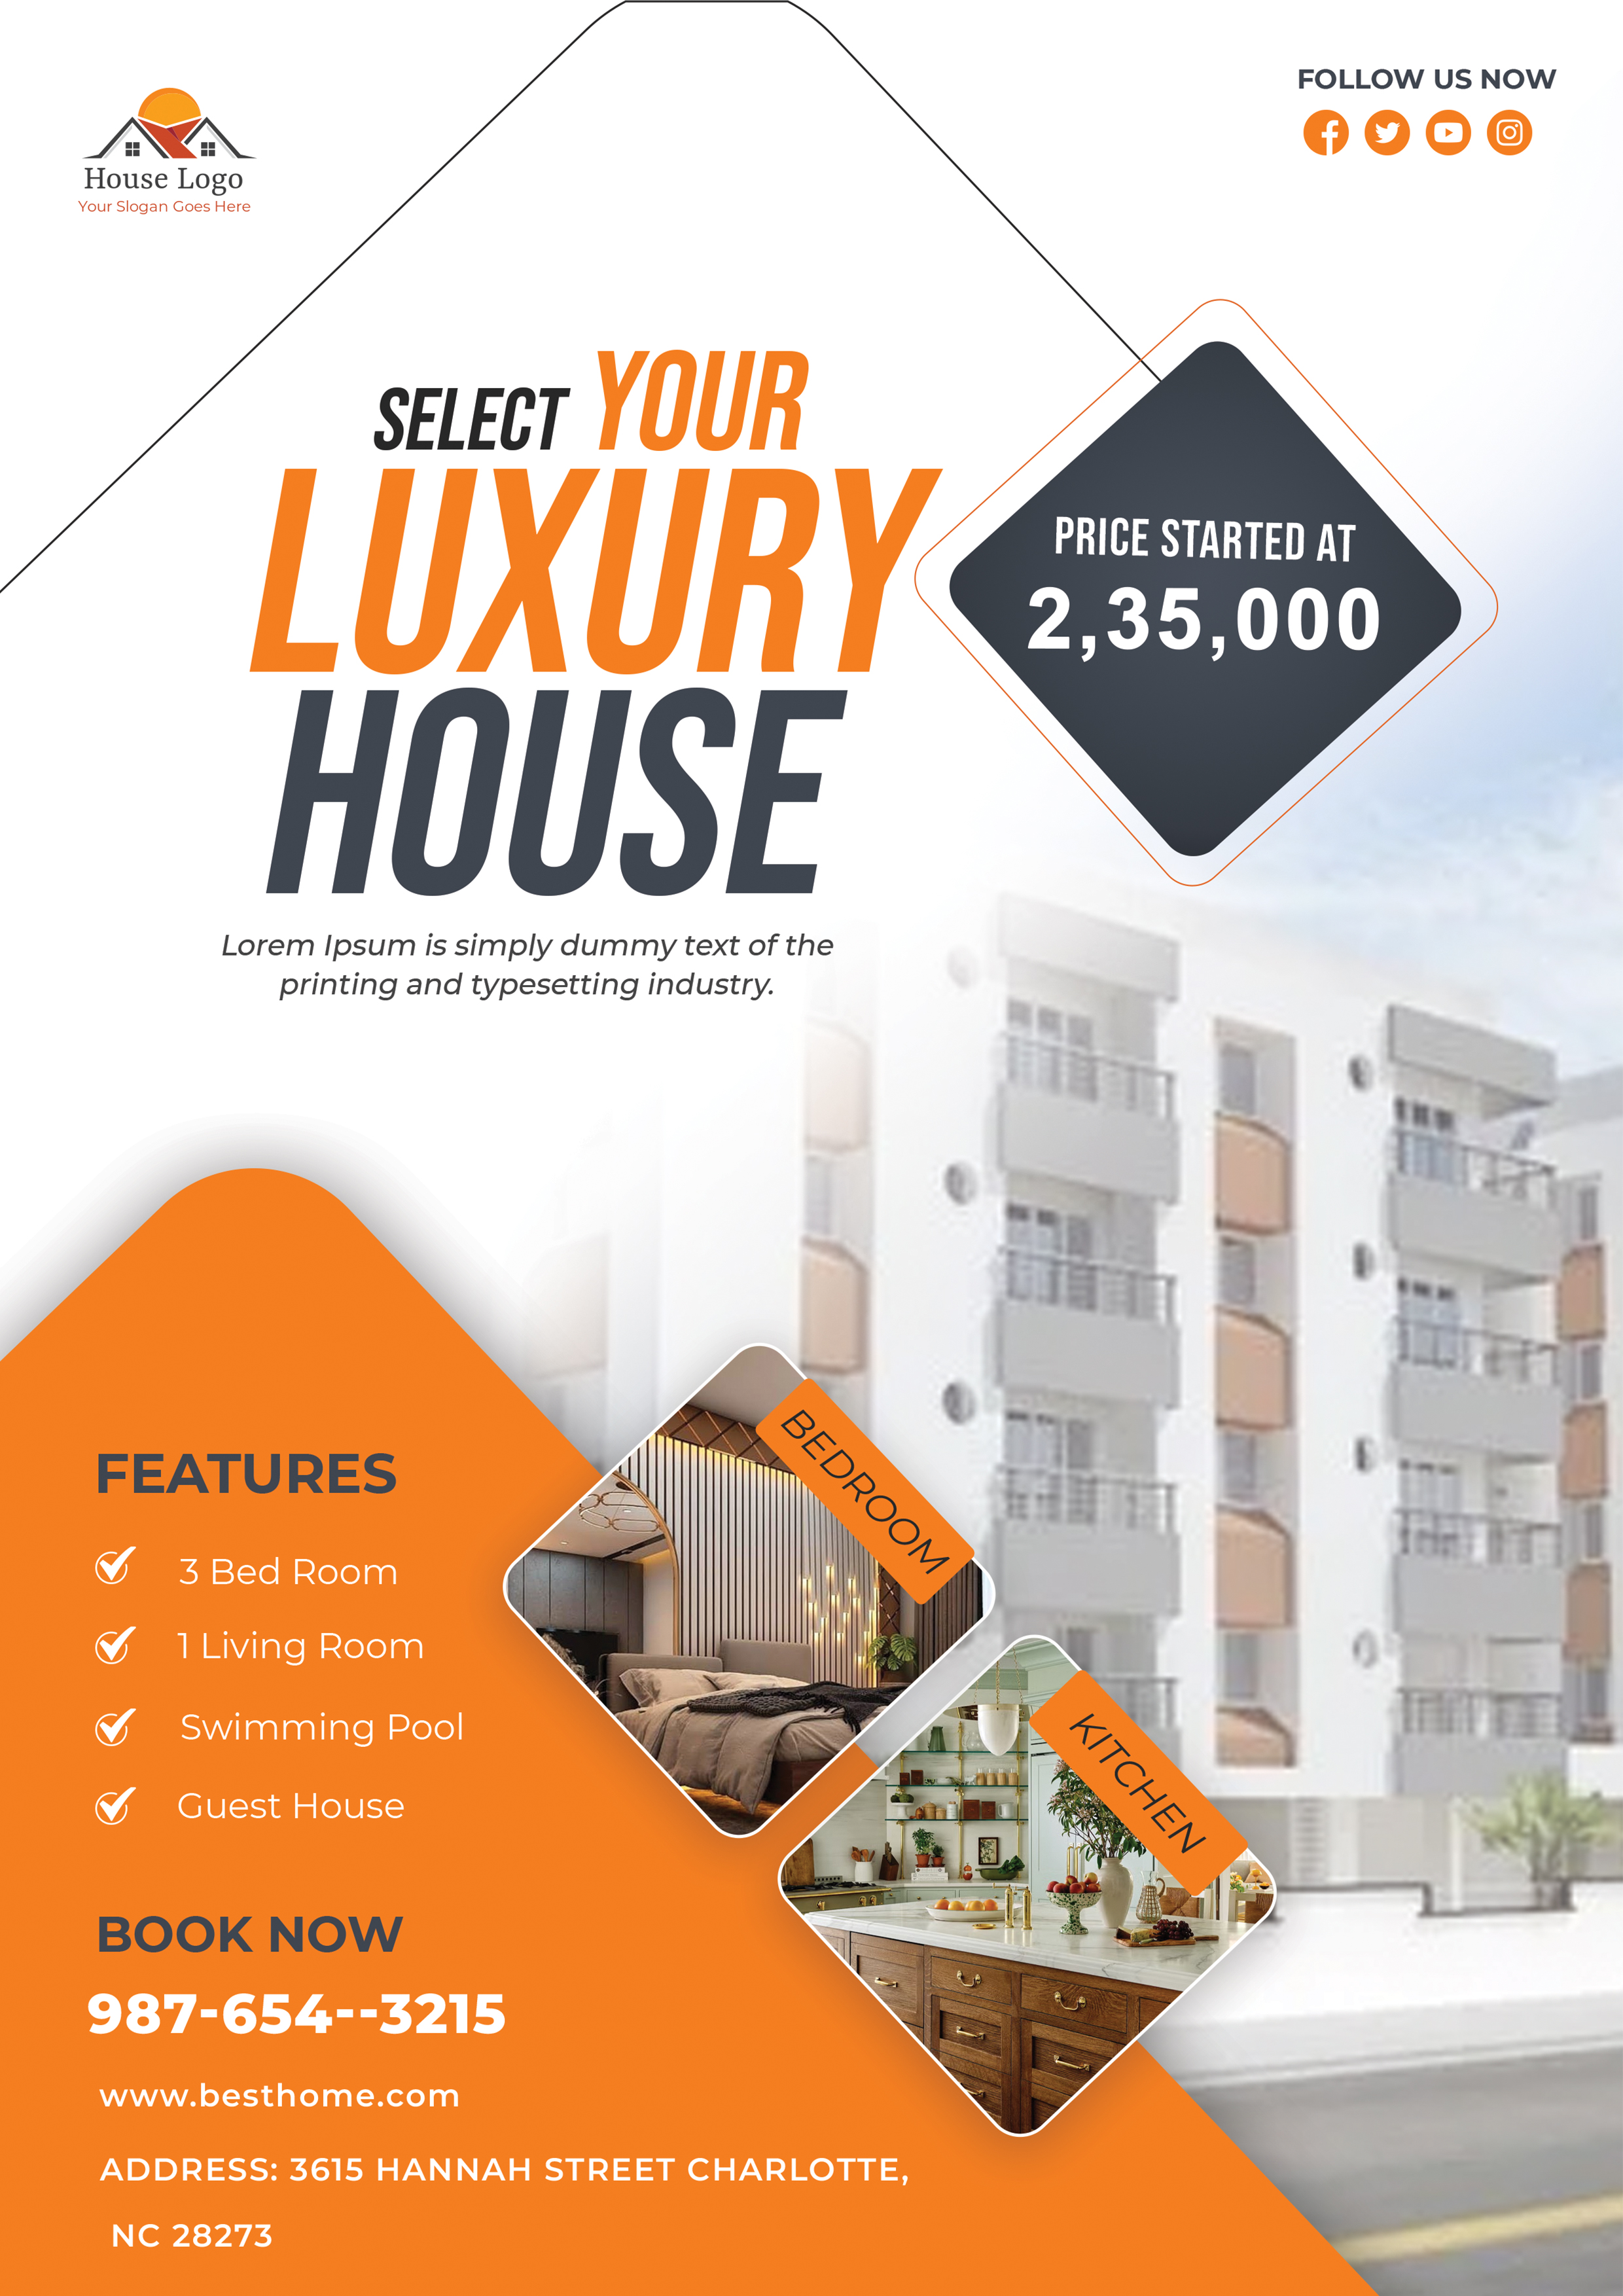 House Logo
Your Slogan Goes Here
FOLLOW US NOW
SELECT YOUR
LUXURY
HOUSE
Lorem Ipsum is simply dummy text of the
printing and typesetting industry.
PRICE STARTED AT
2,35,000
BEDROOM
KITCHEN
FEATURES
3 Bed Room
1 Living Room
Swimming Pool
Guest House
BOOK NOW
987-654--3215
www.besthome.com
ADDRESS: 3615 HANNAH STREET CHARLOTTE,
NC 28273